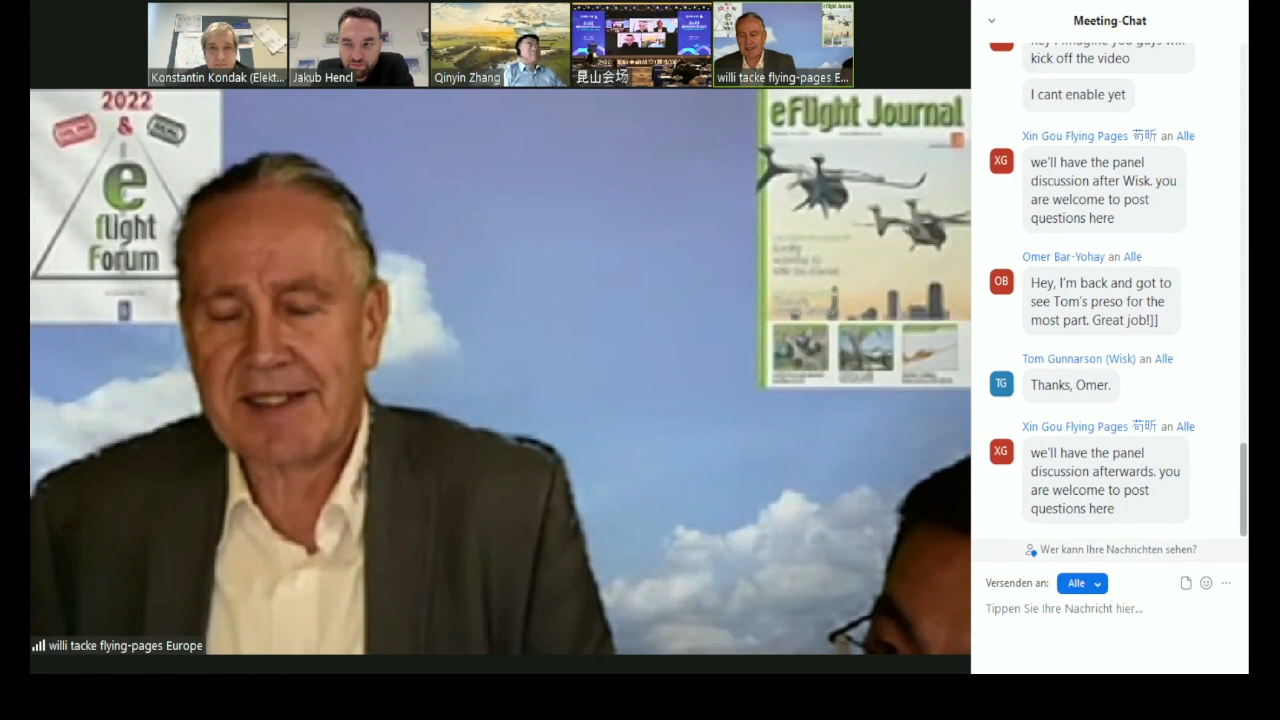 Konstantin Kondak (Elekt...
Jakub Hencl
Qinyin Zhang
昆山会场
willi tacke flying-pages E...
2022
&
e
flight
Forum
eFlight Journal
willi tacke flying-pages Europe
Meeting-Chat
kick off the video
I cant enable yet
Xin Gou Flying Pages 苟昕 an Alle
XG
we'll have the panel
discussion after Wisk. you
are welcome to post
questions here
Omer Bar-Yohay an Alle
OB
Hey, I'm back and got to
see Tom's preso for the
most part. Great job!]]
Tom Gunnarson (Wisk) an Alle
TG
Thanks, Omer.
Xin Gou Flying Pages 苟昕 an Alle
XG
we'll have the panel
discussion afterwards. you
are welcome to post
questions here
Wer kann Ihre Nachrichten sehen?
Versenden an: Alle
Tippen Sie Ihre Nachricht hier...